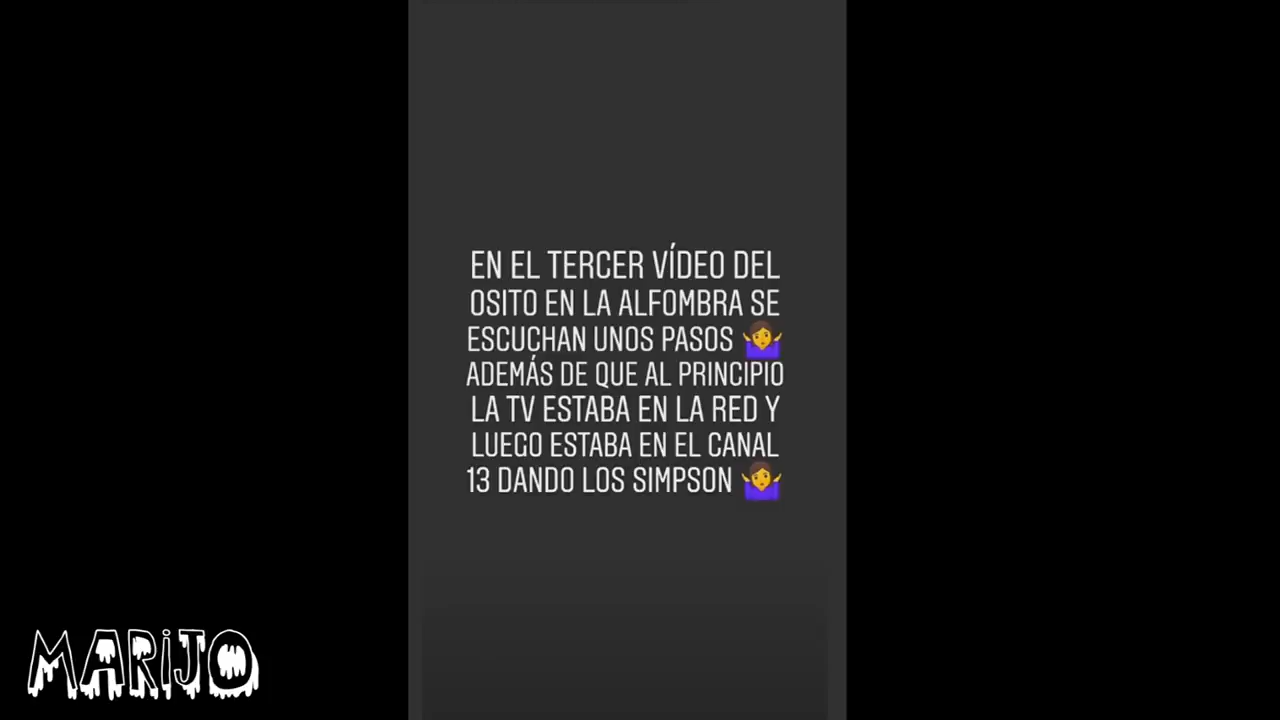 EN EL TERCER VÍDEO DEL
OSITO EN LA ALFOMBRA SE
ESCUCHAN UNOS PASOS 🤷‍♀️
ADEMÁS DE QUE AL PRINCIPIO
LA TV ESTABA EN LA RED Y
LUEGO ESTABA EN EL CANAL
13 DANDO LOS SIMPSON 🤷‍♀️
MARiJO